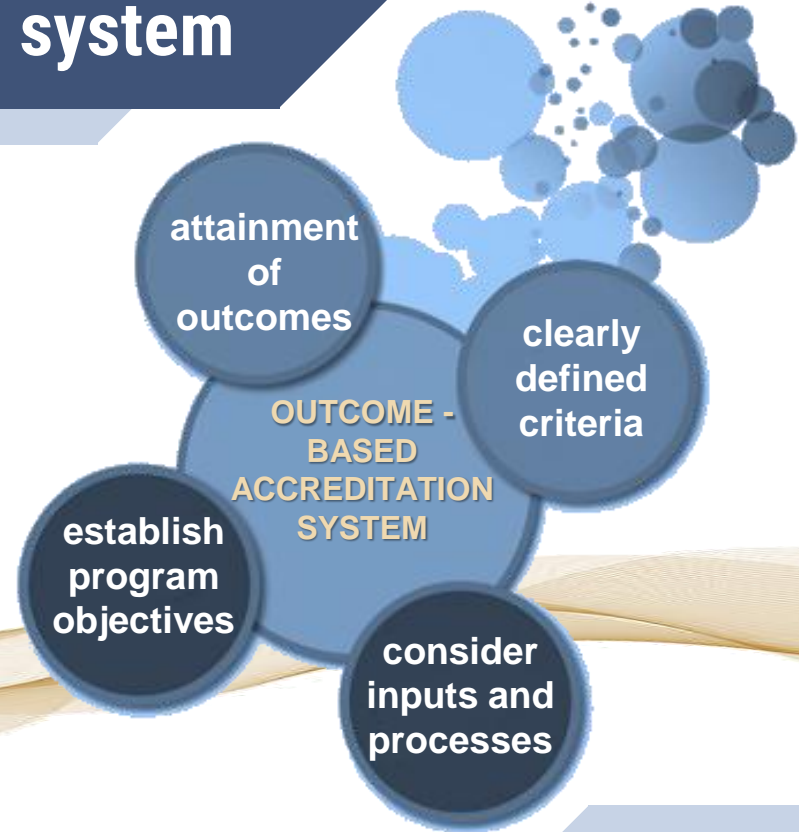 system
attainment
of
outcomes
clearly
defined
criteria
OUTCOME -
BASED
ACCREDITATION
SYSTEM
establish
program
objectives
consider
inputs and
processes